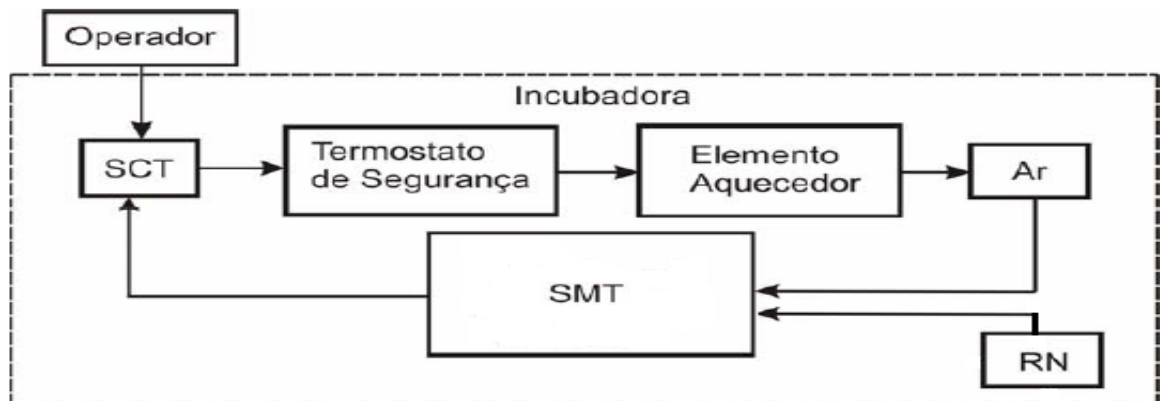 Operador
Incubadora
SCT
Termostato
de Segurança
Elemento
Aquecedor
Ar
SMT
RN